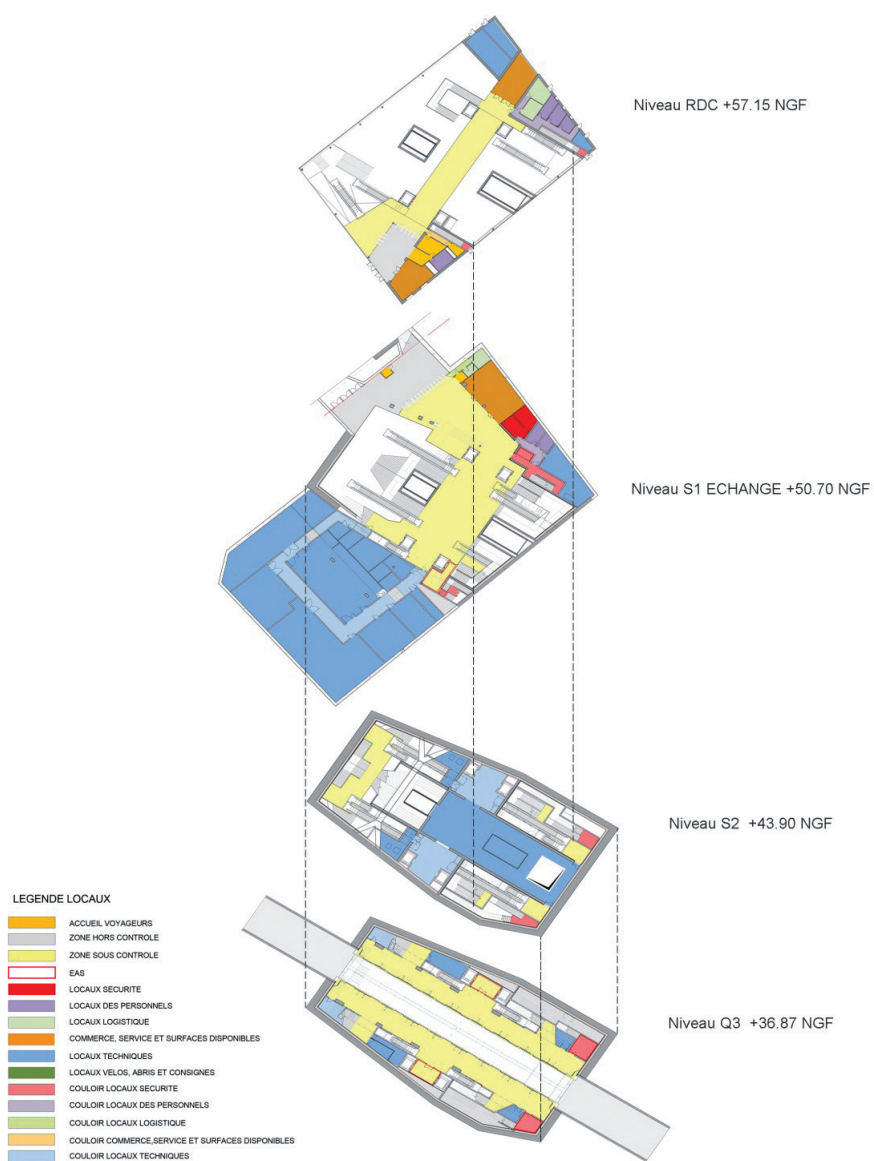 Niveau RDC +57.15 NGF
Niveau S1 ECHANGE +50.70 NGF
Niveau S2 +43.90 NGF
Niveau Q3 +36.87 NGF
LEGENDE LOCAUX
ACCUEIL VOYAGEURS
ZONE HORS CONTROLE
ZONE SOUS CONTROLE
EAS
LOCAUX SECURITE
LOCAUX DES PERSONNELS
LOCAUX LOGISTIQUE
COMMERCE, SERVICE ET SURFACES DISPONIBLES
LOCAUX TECHNIQUES
LOCAUX VELOS, ABRIS ET CONSIGNES
COULOIR LOCAUX SECURITE
COULOIR LOCAUX DES PERSONNELS
COULOIR LOCAUX LOGISTIQUE
COULOIR COMMERCE,SERVICE ET SURFACES DISPONIBLES
COULOIR LOCAUX TECHNIQUES